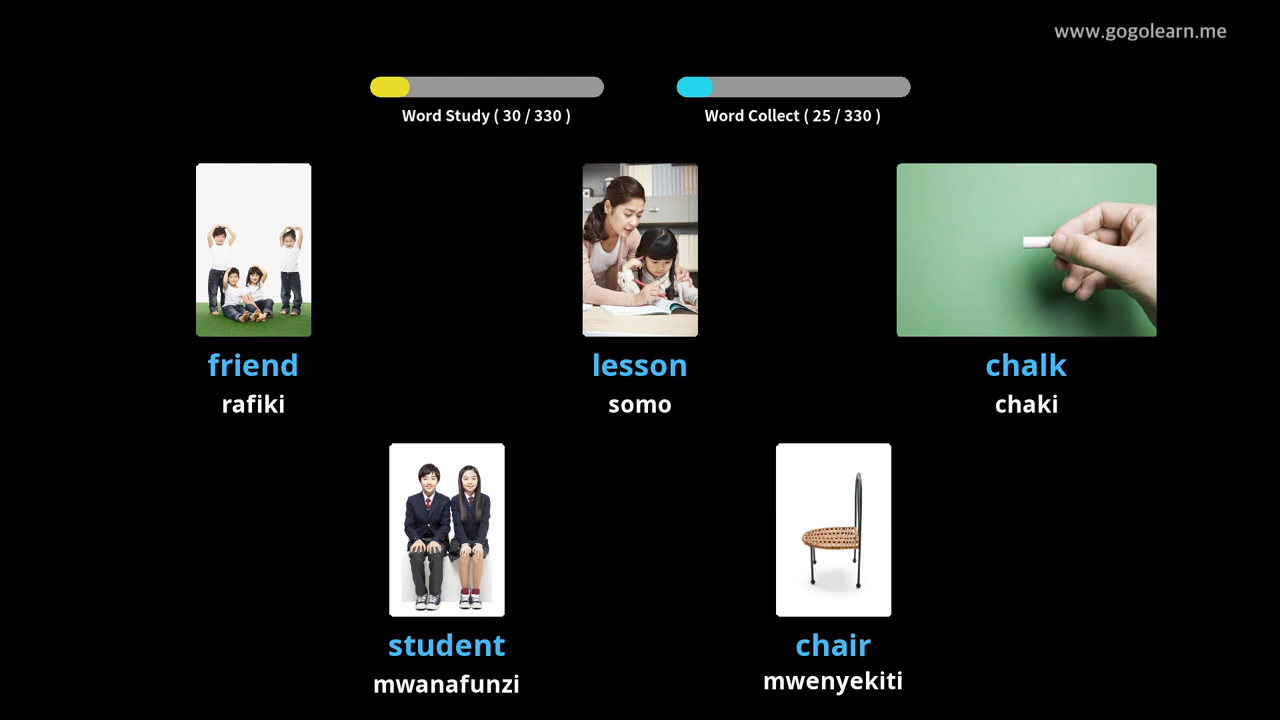 www.gogolearn.me
Word Study ( 30 / 330 )
Word Collect ( 25 / 330 )
friend
rafiki
lesson
somo
chalk
chaki
student
mwanafunzi
chair
mwenyekiti